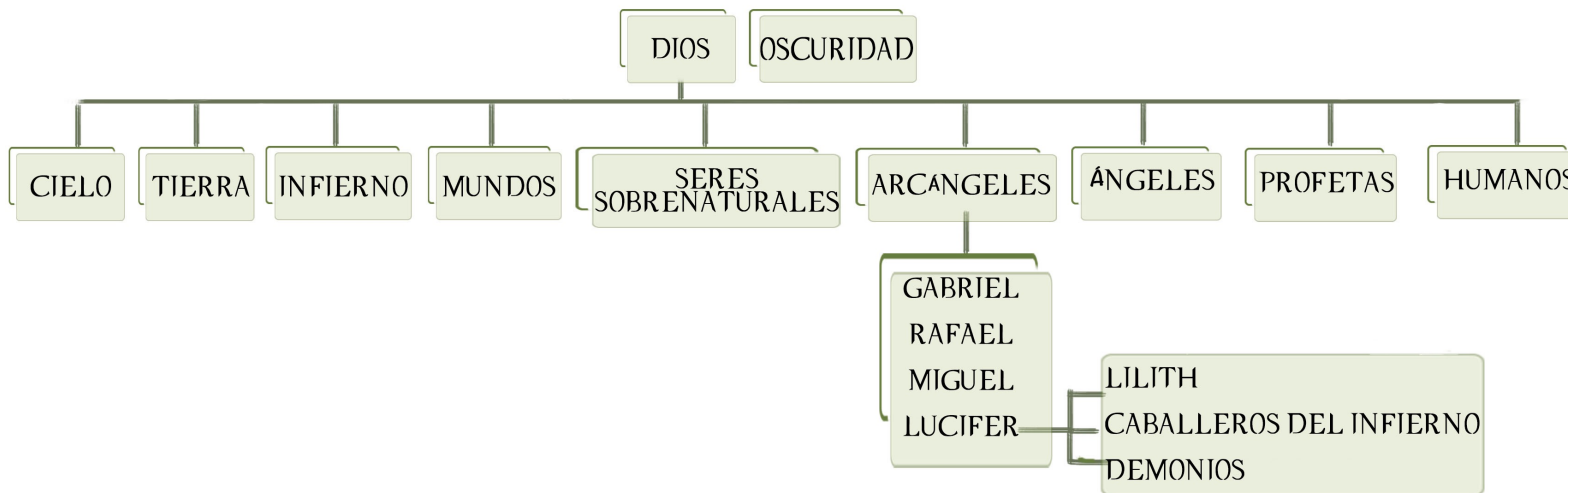 DIOS
OSCURIDAD
CIELO
TIERRA
INFIERNO
MUNDOS
SERES
SOBRENATURALES
ARCÁNGELES
ÁNGELES
PROFETAS
HUMANOS
GABRIEL
RAFAEL
MIGUEL
LUCIFER
LILITH
CABALLEROS DEL INFIERNO
DEMONIOS